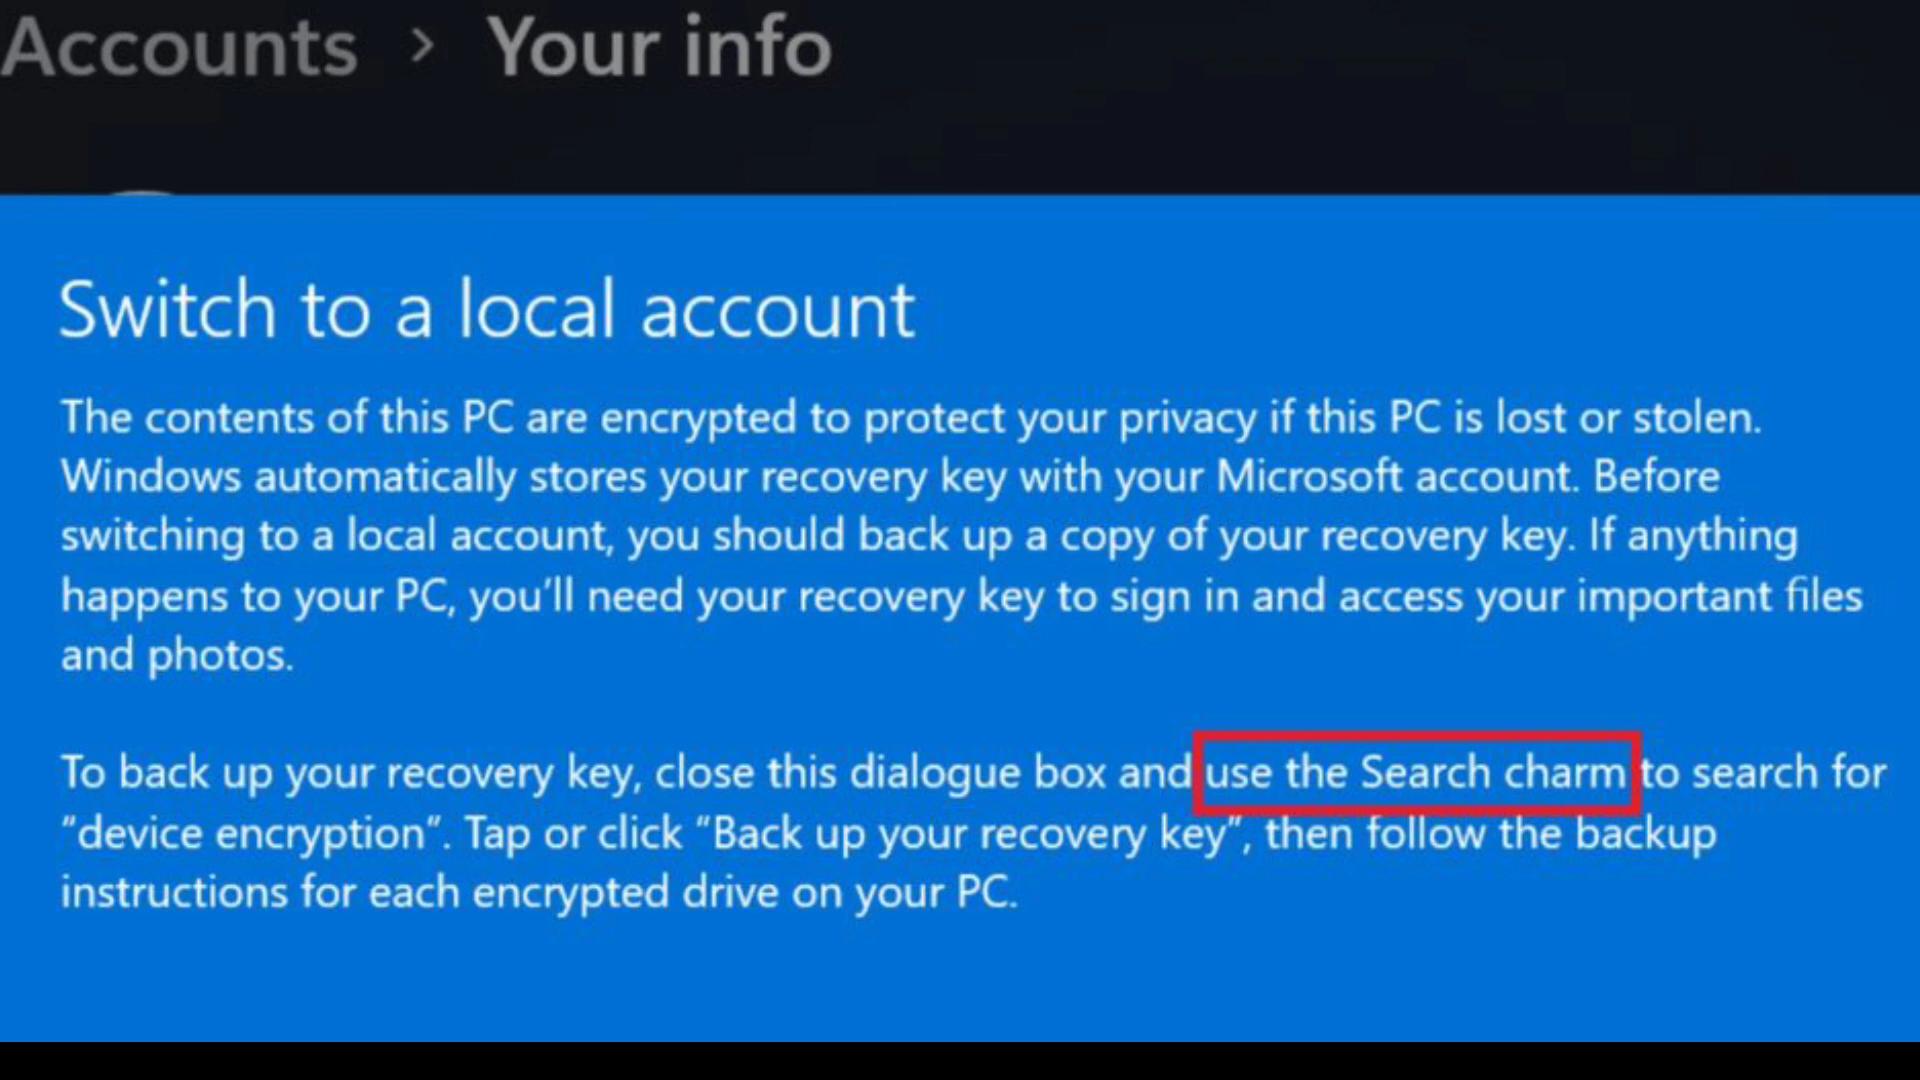 Accounts > Your info
Switch to a local account
The contents of this PC are encrypted to protect your privacy if this PC is lost or stolen.
Windows automatically stores your recovery key with your Microsoft account. Before
switching to a local account, you should back up a copy of your recovery key. If anything
happens to your PC, you’ll need your recovery key to sign in and access your important files
and photos.
To back up your recovery key, close this dialogue box and use the Search charm to search for
“device encryption”. Tap or click “Back up your recovery key”, then follow the backup
instructions for each encrypted drive on your PC.